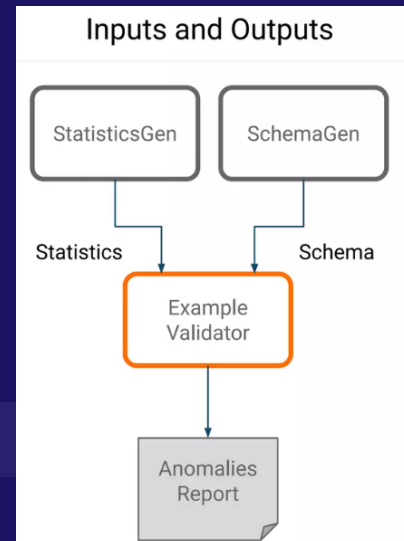 Inputs and Outputs
StatisticsGen
SchemaGen
Statistics
Schema
Example
Validator
Anomalies
Report